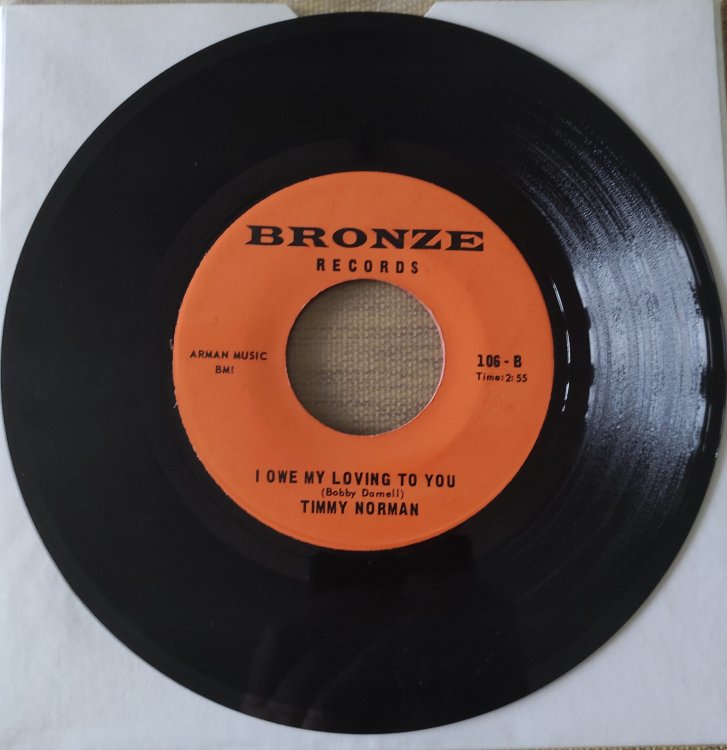 BRONZE
RECORDS
ARMAN MUSIC
BMI
106 - B
Time: 2:55
I OWE MY LOVING TO YOU
(Bobby Darnell)
TIMMY NORMAN